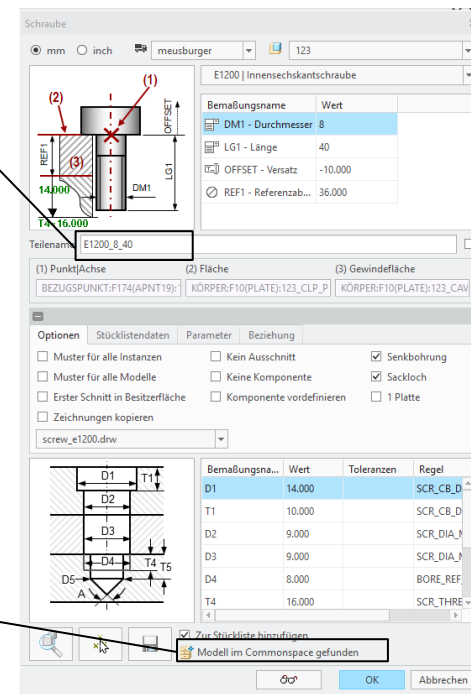 Schraube
mm inch meusburger 123
E1200 | Innensechskantschraube
(1)
(2)
(3)
OFFSET
REF1
LG1
DM1
14.000
T4=16.000
Bemaßungsname Wert
DM1 - Durchmesser 8
LG1 - Länge 40
OFFSET - Versatz -10.000
REF1 - Referenzab... 36.000
Teilename E1200_8_40
(1) Punkt|Achse (2) Fläche (3) Gewindefläche
BEZUGSPUNKT:F174(APNT19): KÖRPER:F10(PLATE):123_CLP_P KÖRPER:F10(PLATE):123_CAV
Optionen Stücklistendaten Parameter Beziehung
Muster für alle Instanzen Kein Ausschnitt Senkbohrung
Muster für alle Modelle Keine Komponente Sackloch
Erster Schnitt in Besitzerfläche Komponente vordefinieren 1 Platte
Zeichnungen kopieren
screw_e1200.drw
D1 T1
D2
D3
D4 T4 T5
D5
A
Bemaßungsna... Wert Toleranzen Regel
D1 14.000 SCR_CB_D
T1 10.000 SCR_CB_D
D2 9.000 SCR_DIA_
D3 9.000 SCR_DIA_
D4 8.000 BORE_REF_
T4 16.000 SCR_THRE
Zur Stückliste hinzufügen
Modell im Commonspace gefunden
OK Abbrechen